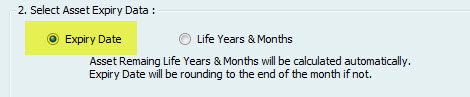 2. Select Asset Expiry Data :
Expiry Date Life Years & Months
Asset Remaing Life Years & Months will be calculated automatically.
Expiry Date will be rounding to the end of the month if not.